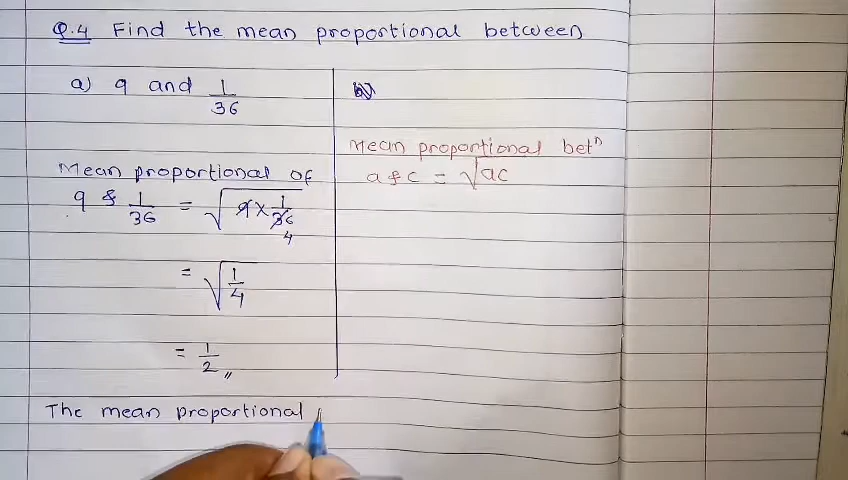 Q.4 Find the mean proportional between
a) 9 and 1/36
Mean proportional of
9 & 1/36 = √(9 × 1/36)
4
= √(1/4)
= 1/2 〃
The mean proportional
Mean proportional betⁿ
a & c = √ac